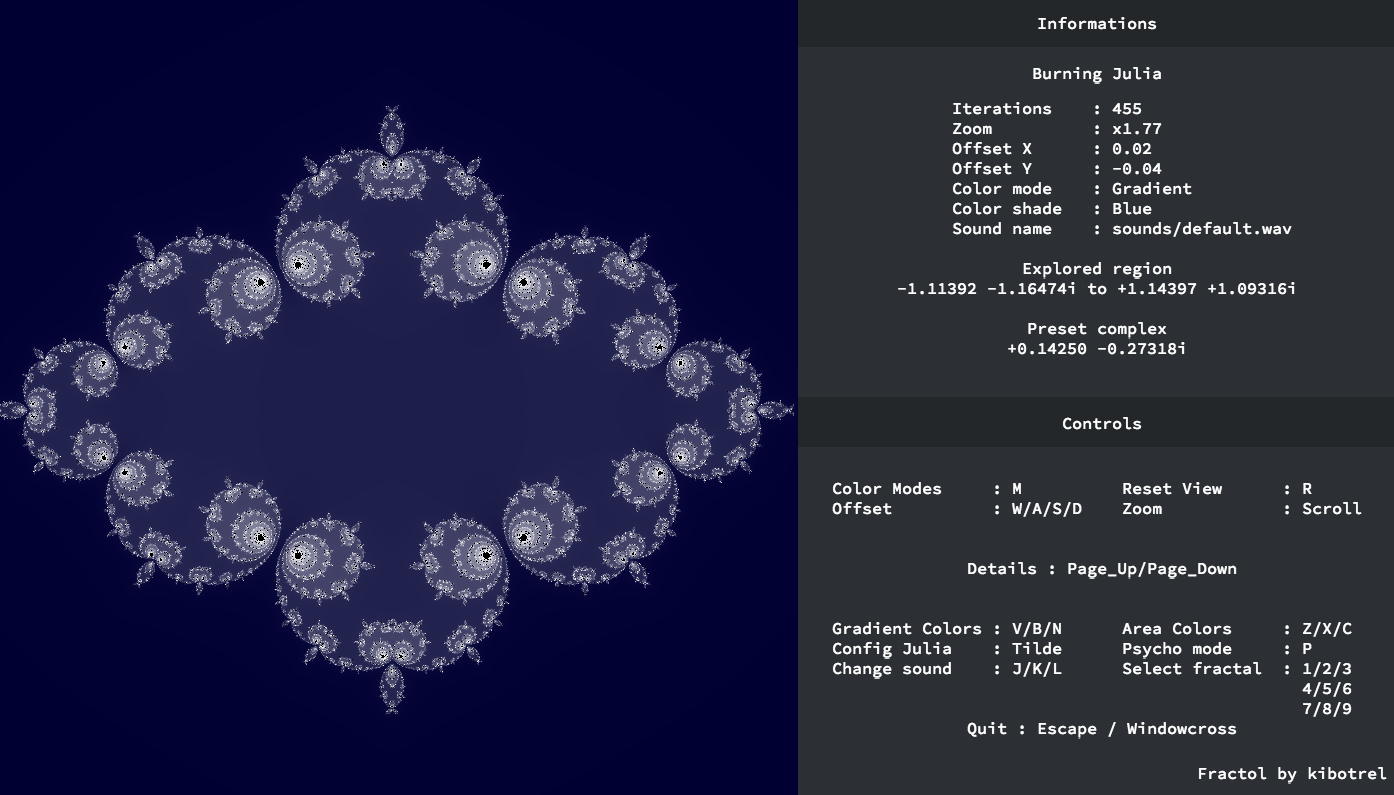 Informations
Burning Julia
Iterations : 455
Zoom : x1.77
Offset X : 0.02
Offset Y : -0.04
Color mode : Gradient
Color shade : Blue
Sound name : sounds/default.wav
Explored region
-1.11392 -1.16474i to +1.14397 +1.09316i
Preset complex
+0.14250 -0.27318i
Controls
Color Modes : M Reset View : R
Offset : W/A/S/D Zoom : Scroll
Details : Page_Up/Page_Down
Gradient Colors : V/B/N Area Colors : Z/X/C
Config Julia : Tilde Psycho mode : P
Change sound : J/K/L Select fractal : 1/2/3
4/5/6
7/8/9
Quit : Escape / Windowcross
Fractol by kibotrel